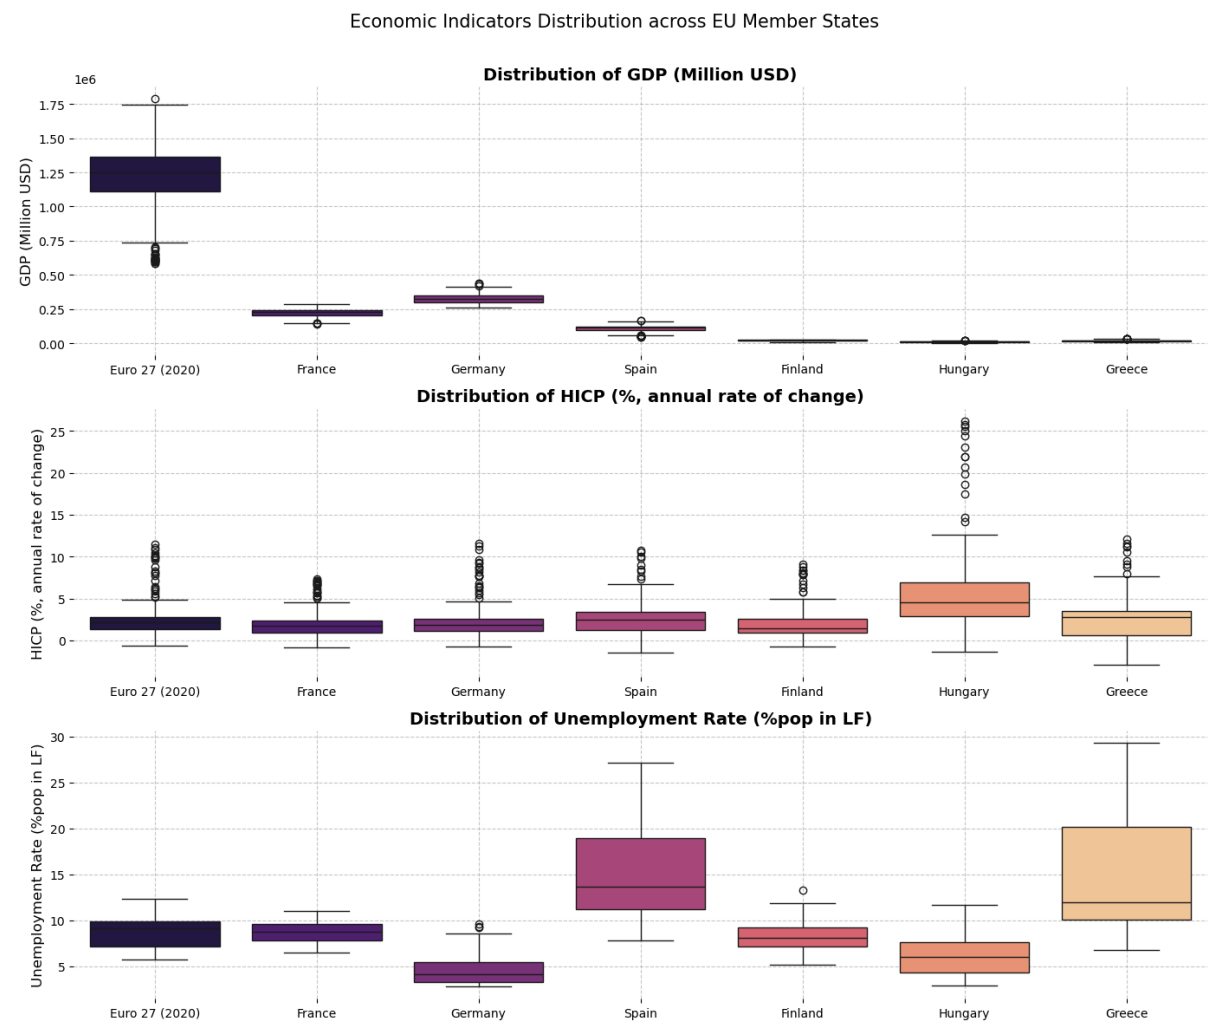 Economic Indicators Distribution across EU Member States
Distribution of GDP (Million USD)
1e6
GDP (Million USD)
1.75
1.50
1.25
1.00
0.75
0.50
0.25
0.00
Euro 27 (2020) France Germany Spain Finland Hungary Greece
Distribution of HICP (%, annual rate of change)
HICP (%, annual rate of change)
25
20
15
10
5
0
Euro 27 (2020) France Germany Spain Finland Hungary Greece
Distribution of Unemployment Rate (%pop in LF)
Unemployment Rate (%pop in LF)
30
25
20
15
10
5
Euro 27 (2020) France Germany Spain Finland Hungary Greece